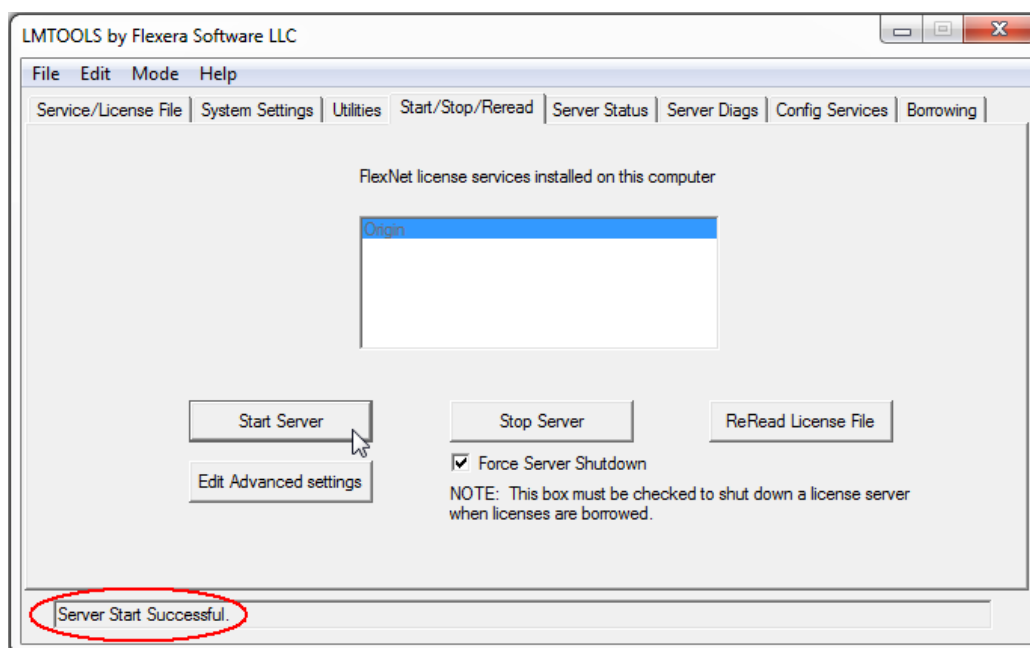 LMTOOLS by Flexera Software LLC
File Edit Mode Help
Service/License File System Settings Utilities Start/Stop/Reread Server Status Server Diags Config Services Borrowing
FlexNet license services installed on this computer
Origin
Start Server Stop Server ReRead License File
Edit Advanced settings
Force Server Shutdown
NOTE: This box must be checked to shut down a license server
when licenses are borrowed.
Server Start Successful.